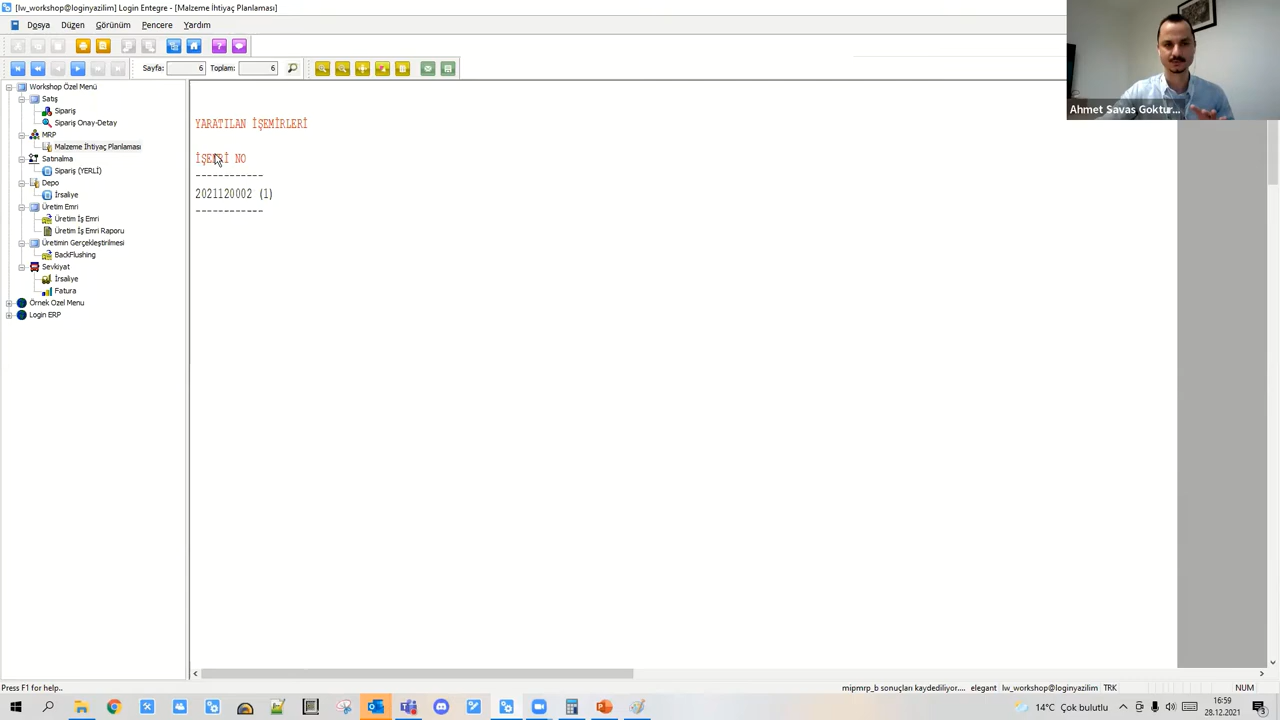 [lw_workshop@loginyazilim] Login Entegre - [Malzeme İhtiyaç Planlaması]
Dosya Düzen Görünüm Pencere Yardım
Sayfa: 6 Toplam: 6
Workshop Özel Menü
Satış
Sipariş
Sipariş Onay-Detay
MRP
Malzeme İhtiyaç Planlaması
Satınalma
Sipariş (YERLİ)
Depo
İrsaliye
Üretim Emri
Üretim İş Emri
Üretim İş Emri Raporu
Üretimin Gerçekleştirilmesi
BackFlushing
Sevkiyat
İrsaliye
Fatura
Örnek Özel Menu
Login ERP
YARATILAN İŞEMİRLERİ
İŞEMRİ NO
------------
2021120002 (1)
------------
Ahmet Savas Goktur...
Press F1 for help..
mipmrp_b sonuçları kaydediliyor.... elegant lw_workshop@loginyazilim TRK NUM
14°C Çok bulutlu
16:59
28.12.2021
3